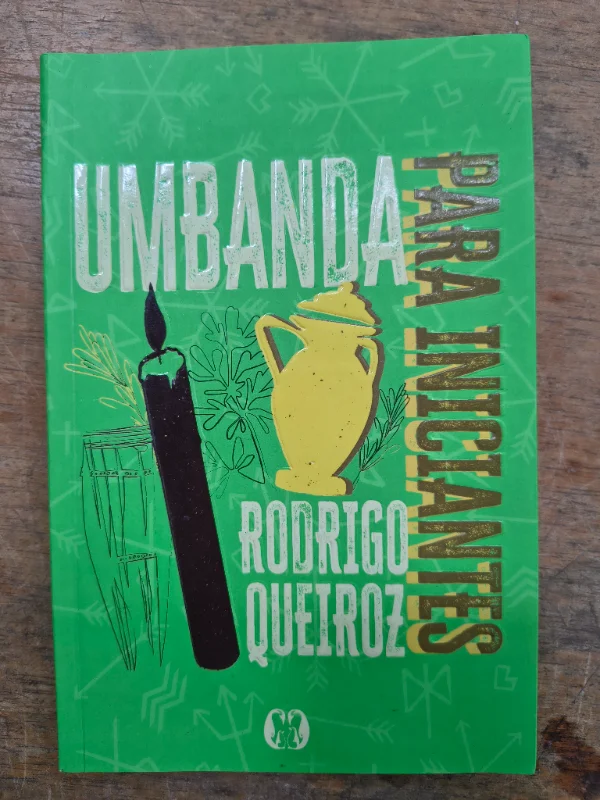 UMBANDA
PARA INICIANTES
RODRIGO
QUEIROZ